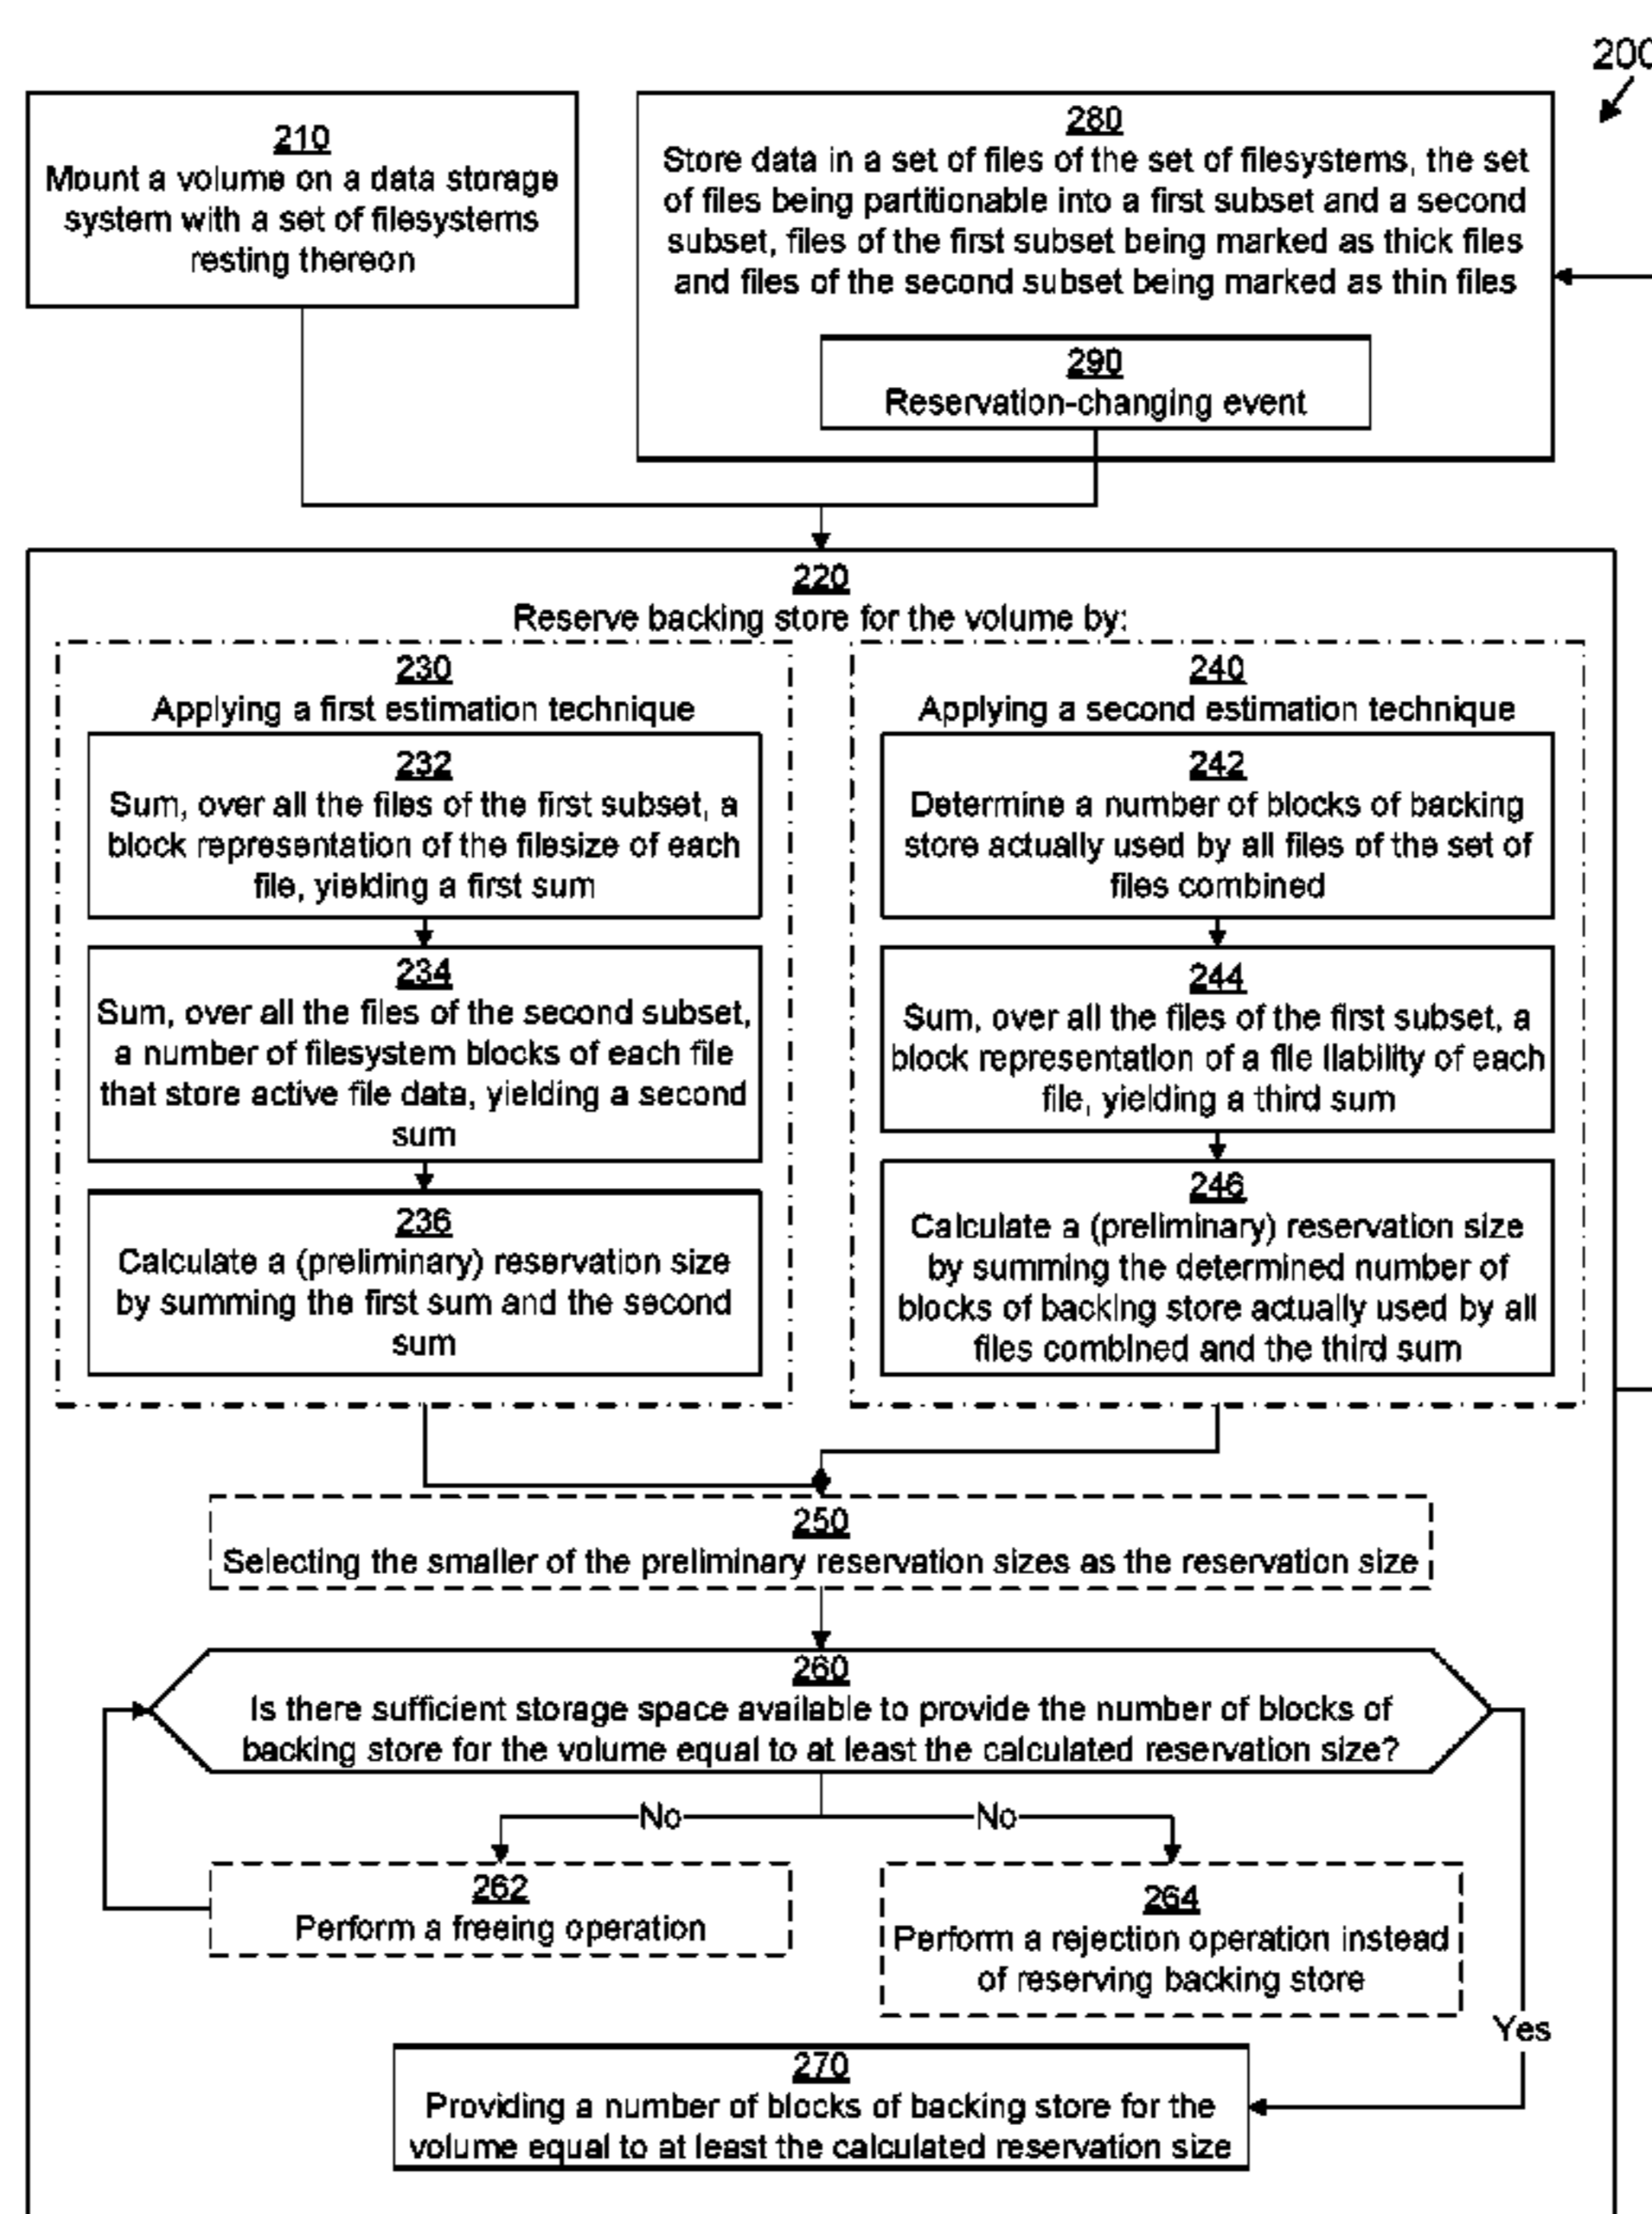 200
210
Mount a volume on a data storage
system with a set of filesystems
resting thereon
280
Store data in a set of files of the set of filesystems, the set
of files being partitionable into a first subset and a second
subset, files of the first subset being marked as thick files
and files of the second subset being marked as thin files
290
Reservation-changing event
220
Reserve backing store for the volume by:
230
Applying a first estimation technique
232
Sum, over all the files of the first subset, a
block representation of the filesize of each
file, yielding a first sum
234
Sum, over all the files of the second subset,
a number of filesystem blocks of each file
that store active file data, yielding a second
sum
236
Calculate a (preliminary) reservation size
by summing the first sum and the second
sum
240
Applying a second estimation technique
242
Determine a number of blocks of backing
store actually used by all files of the set of
files combined
244
Sum, over all the files of the first subset, a
block representation of a file liability of each
file, yielding a third sum
246
Calculate a (preliminary) reservation size
by summing the determined number of
blocks of backing store actually used by all
files combined and the third sum
250
Selecting the smaller of the preliminary reservation sizes as the reservation size
260
Is there sufficient storage space available to provide the number of blocks of
backing store for the volume equal to at least the calculated reservation size?
No
No
262
Perform a freeing operation
264
Perform a rejection operation instead
of reserving backing store
Yes
270
Providing a number of blocks of backing store for the
volume equal to at least the calculated reservation size